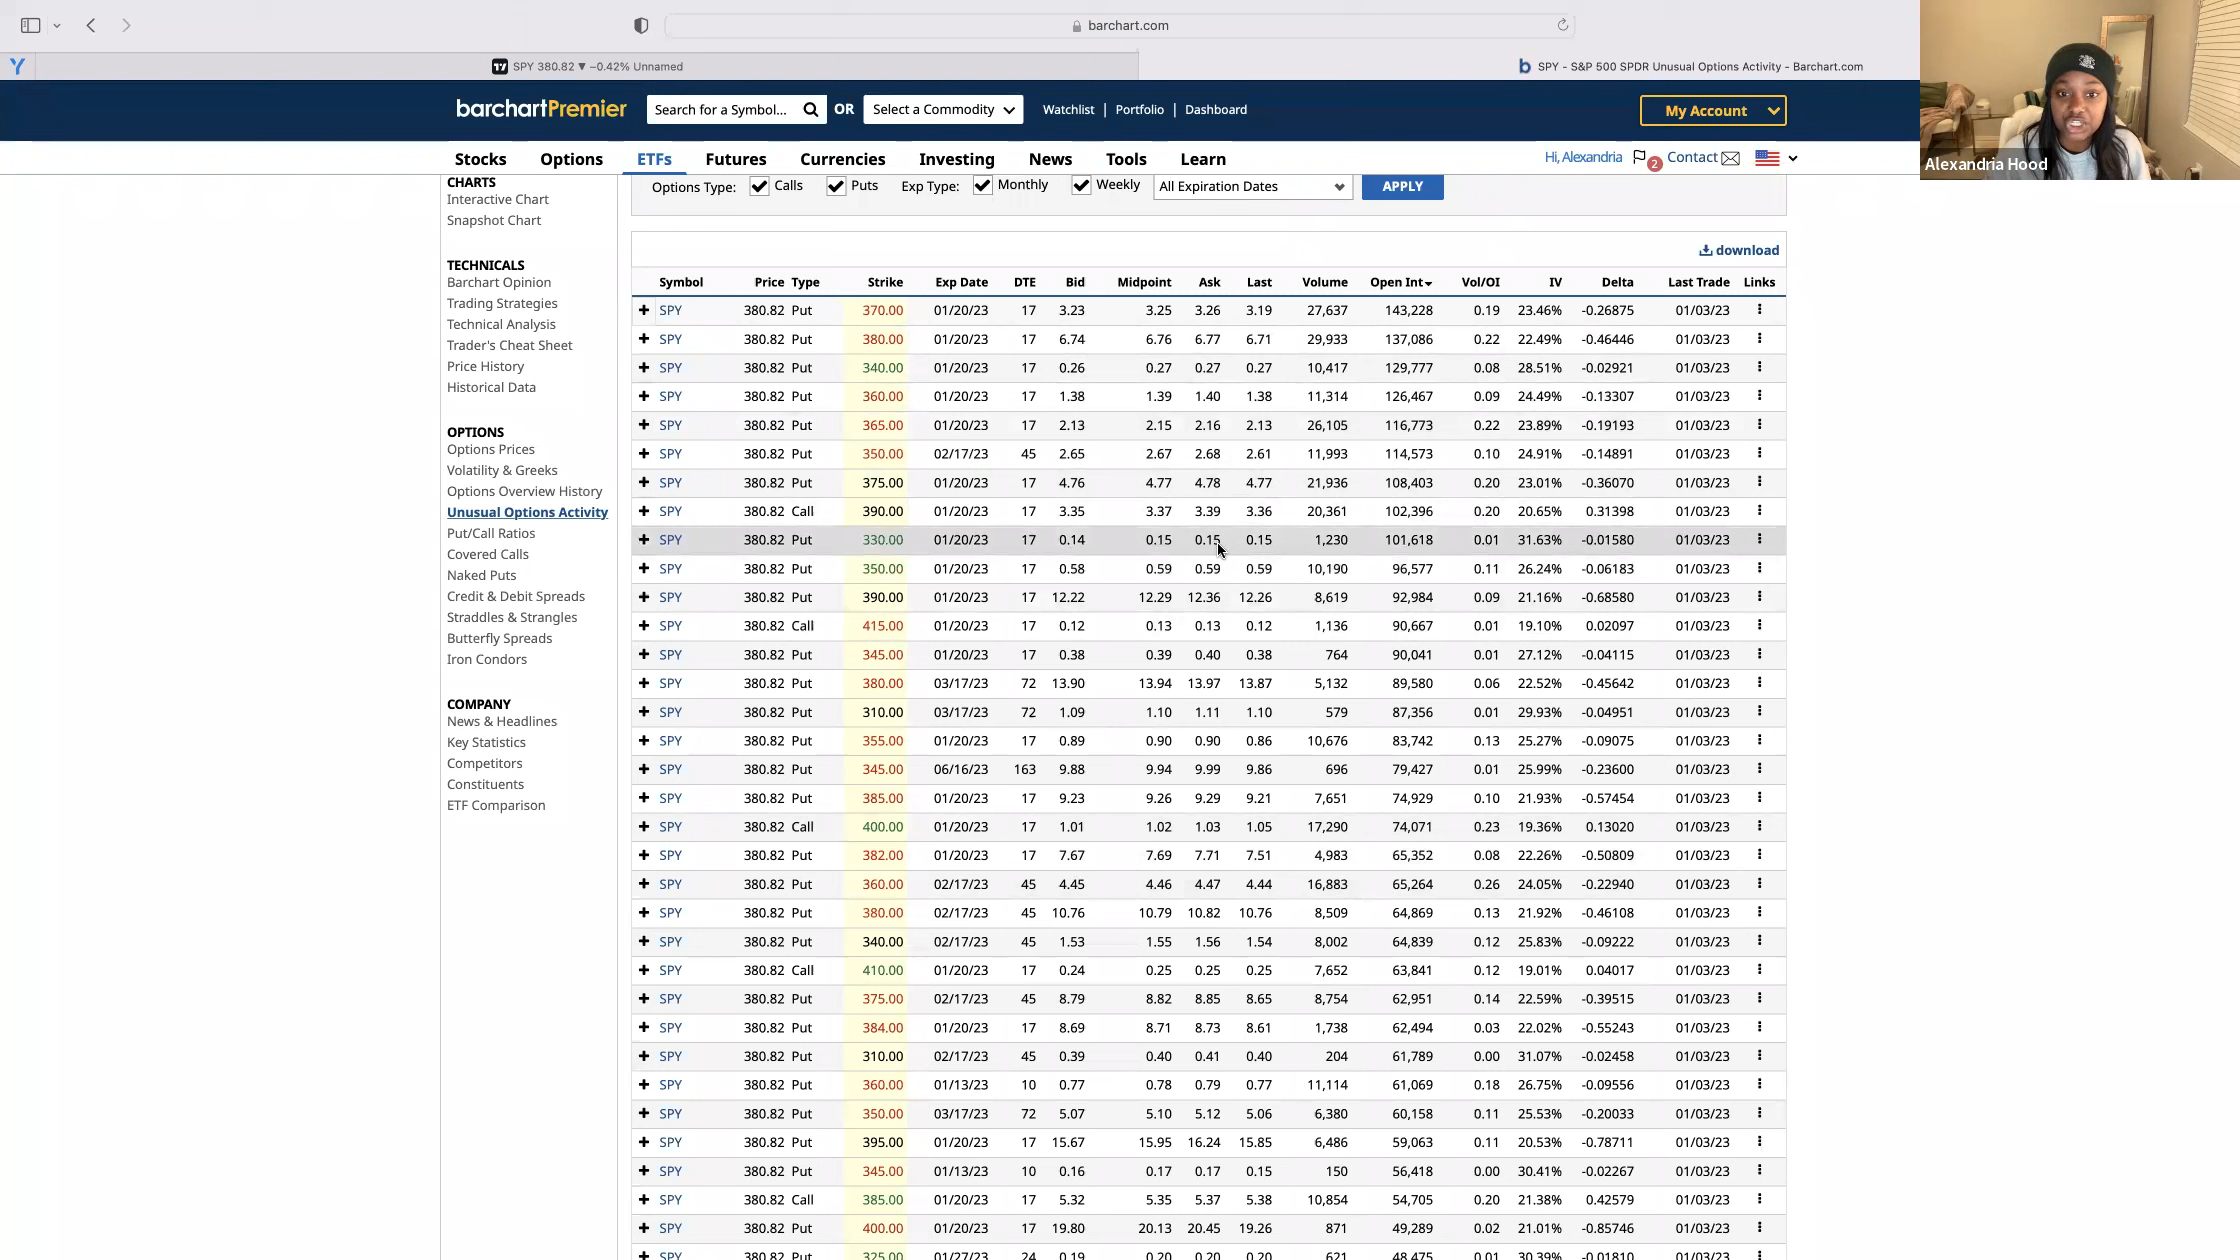 barchart.com
SPY 380.82 ▼ −0.42% Unnamed
SPY - S&P 500 SPDR Unusual Options Activity - Barchart.com
barchartPremier Search for a Symbol... OR Select a Commodity Watchlist | Portfolio | Dashboard My Account
Alexandria Hood
Stocks Options ETFs Futures Currencies Investing News Tools Learn Hi, Alexandria 2 Contact
CHARTS
Interactive Chart
Snapshot Chart
TECHNICALS
Barchart Opinion
Trading Strategies
Technical Analysis
Trader's Cheat Sheet
Price History
Historical Data
OPTIONS
Options Prices
Volatility & Greeks
Options Overview History
Unusual Options Activity
Put/Call Ratios
Covered Calls
Naked Puts
Credit & Debit Spreads
Straddles & Strangles
Butterfly Spreads
Iron Condors
COMPANY
News & Headlines
Key Statistics
Competitors
Constituents
ETF Comparison
Options Type: Calls Puts Exp Type: Monthly Weekly All Expiration Dates APPLY
download
Symbol Price Type Strike Exp Date DTE Bid Midpoint Ask Last Volume Open Int Vol/OI IV Delta Last Trade Links
SPY 380.82 Put 370.00 01/20/23 17 3.23 3.25 3.26 3.19 27,637 143,228 0.19 23.46% -0.26875 01/03/23
SPY 380.82 Put 380.00 01/20/23 17 6.74 6.76 6.77 6.71 29,933 137,086 0.22 22.49% -0.46446 01/03/23
SPY 380.82 Put 340.00 01/20/23 17 0.26 0.27 0.27 0.27 10,417 129,777 0.08 28.51% -0.02921 01/03/23
SPY 380.82 Put 360.00 01/20/23 17 1.38 1.39 1.40 1.38 11,314 126,467 0.09 24.49% -0.13307 01/03/23
SPY 380.82 Put 365.00 01/20/23 17 2.13 2.15 2.16 2.13 26,105 116,773 0.22 23.89% -0.19193 01/03/23
SPY 380.82 Put 350.00 02/17/23 45 2.65 2.67 2.68 2.61 11,993 114,573 0.10 24.91% -0.14891 01/03/23
SPY 380.82 Put 375.00 01/20/23 17 4.76 4.77 4.78 4.77 21,936 108,403 0.20 23.01% -0.36070 01/03/23
SPY 380.82 Call 390.00 01/20/23 17 3.35 3.37 3.39 3.36 20,361 102,396 0.20 20.65% 0.31398 01/03/23
SPY 380.82 Put 330.00 01/20/23 17 0.14 0.15 0.15 0.15 1,230 101,618 0.01 31.63% -0.01580 01/03/23
SPY 380.82 Put 350.00 01/20/23 17 0.58 0.59 0.59 0.59 10,190 96,577 0.11 26.24% -0.06183 01/03/23
SPY 380.82 Put 390.00 01/20/23 17 12.22 12.29 12.36 12.26 8,619 92,984 0.09 21.16% -0.68580 01/03/23
SPY 380.82 Call 415.00 01/20/23 17 0.12 0.13 0.13 0.12 1,136 90,667 0.01 19.10% 0.02097 01/03/23
SPY 380.82 Put 345.00 01/20/23 17 0.38 0.39 0.40 0.38 764 90,041 0.01 27.12% -0.04115 01/03/23
SPY 380.82 Put 380.00 03/17/23 72 13.90 13.94 13.97 13.87 5,132 89,580 0.06 22.52% -0.45642 01/03/23
SPY 380.82 Put 310.00 03/17/23 72 1.09 1.10 1.11 1.10 579 87,356 0.01 29.93% -0.04951 01/03/23
SPY 380.82 Put 355.00 01/20/23 17 0.89 0.90 0.90 0.86 10,676 83,742 0.13 25.27% -0.09075 01/03/23
SPY 380.82 Put 345.00 06/16/23 163 9.88 9.94 9.99 9.86 696 79,427 0.01 25.99% -0.23600 01/03/23
SPY 380.82 Put 385.00 01/20/23 17 9.23 9.26 9.29 9.21 7,651 74,929 0.10 21.93% -0.57454 01/03/23
SPY 380.82 Call 400.00 01/20/23 17 1.01 1.02 1.03 1.05 17,290 74,071 0.23 19.36% 0.13020 01/03/23
SPY 380.82 Put 382.00 01/20/23 17 7.67 7.69 7.71 7.51 4,983 65,352 0.08 22.26% -0.50809 01/03/23
SPY 380.82 Put 360.00 02/17/23 45 4.45 4.46 4.47 4.44 16,883 65,264 0.26 24.05% -0.22940 01/03/23
SPY 380.82 Put 380.00 02/17/23 45 10.76 10.79 10.82 10.76 8,509 64,869 0.13 21.92% -0.46108 01/03/23
SPY 380.82 Put 340.00 02/17/23 45 1.53 1.55 1.56 1.54 8,002 64,839 0.12 25.83% -0.09222 01/03/23
SPY 380.82 Call 410.00 01/20/23 17 0.24 0.25 0.25 0.25 7,652 63,841 0.12 19.01% 0.04017 01/03/23
SPY 380.82 Put 375.00 02/17/23 45 8.79 8.82 8.85 8.65 8,754 62,951 0.14 22.59% -0.39515 01/03/23
SPY 380.82 Put 384.00 01/20/23 17 8.69 8.71 8.73 8.61 1,738 62,494 0.03 22.02% -0.55243 01/03/23
SPY 380.82 Put 310.00 02/17/23 45 0.39 0.40 0.41 0.40 204 61,789 0.00 31.07% -0.02458 01/03/23
SPY 380.82 Put 360.00 01/13/23 10 0.77 0.78 0.79 0.77 11,114 61,069 0.18 26.75% -0.09556 01/03/23
SPY 380.82 Put 350.00 03/17/23 72 5.07 5.10 5.12 5.06 6,380 60,158 0.11 25.53% -0.20033 01/03/23
SPY 380.82 Put 395.00 01/20/23 17 15.67 15.95 16.24 15.85 6,486 59,063 0.11 20.53% -0.78711 01/03/23
SPY 380.82 Put 345.00 01/13/23 10 0.16 0.17 0.17 0.15 150 56,418 0.00 30.41% -0.02267 01/03/23
SPY 380.82 Call 385.00 01/20/23 17 5.32 5.35 5.37 5.38 10,854 54,705 0.20 21.38% 0.42579 01/03/23
SPY 380.82 Put 400.00 01/20/23 17 19.80 20.13 20.45 19.26 871 49,289 0.02 21.01% -0.85746 01/03/23
SPY 380.82 Put 325.00 01/27/23 24 0.19 0.20 0.20 0.20 621 48,475 0.01 30.39% -0.01810 01/03/23